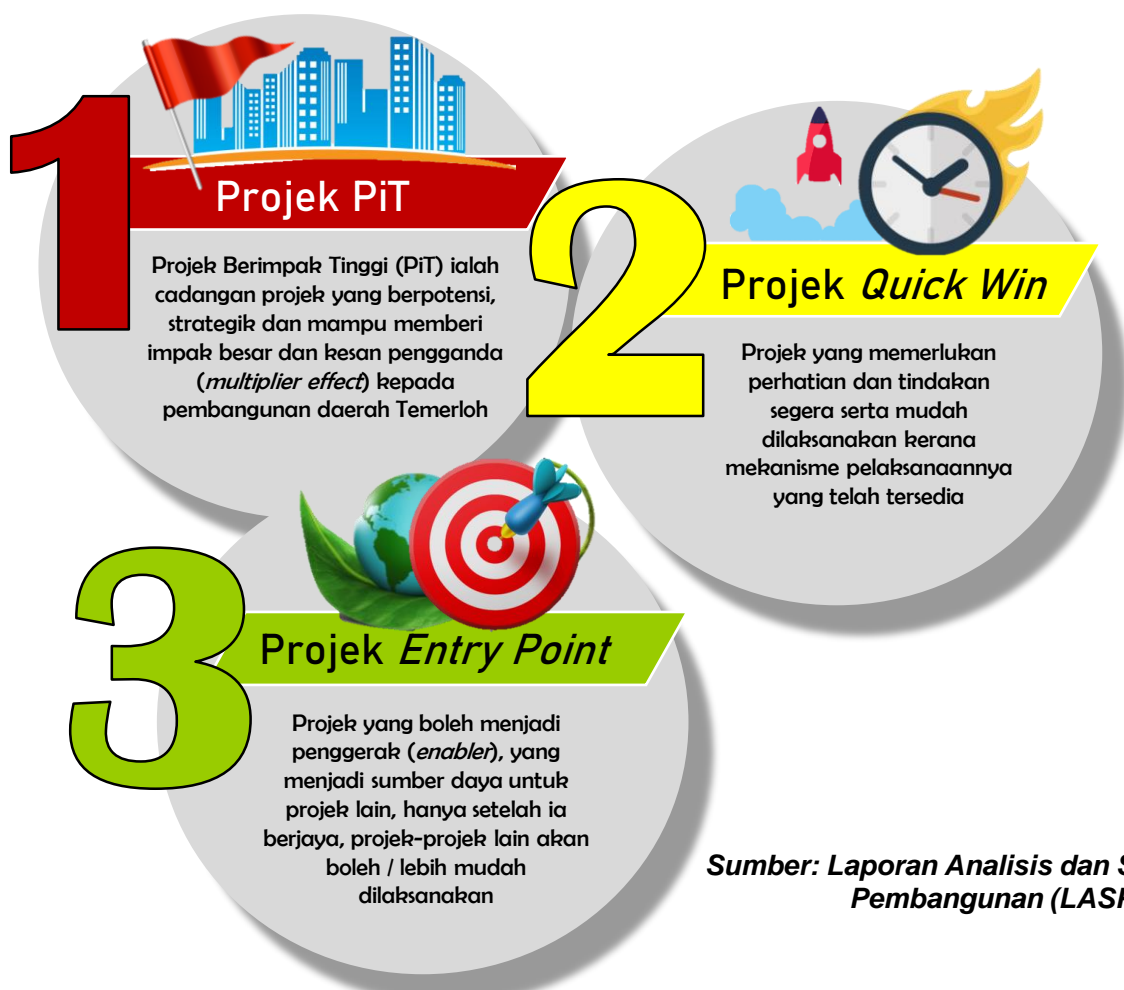 1
Projek PiT
Projek Berimpak Tinggi (PiT) ialah
cadangan projek yang berpotensi,
strategik dan mampu memberi
impak besar dan kesan pengganda
(multiplier effect) kepada
pembangunan daerah Temerloh
2
Projek Quick Win
Projek yang memerlukan
perhatian dan tindakan
segera serta mudah
dilaksanakan kerana
mekanisme pelaksanaannya
yang telah tersedia
3
Projek Entry Point
Projek yang boleh menjadi
penggerak (enabler), yang
menjadi sumber daya untuk
projek lain, hanya setelah ia
berjaya, projek-projek lain akan
boleh / lebih mudah
dilaksanakan
Sumber: Laporan Analisis dan
Pembangunan